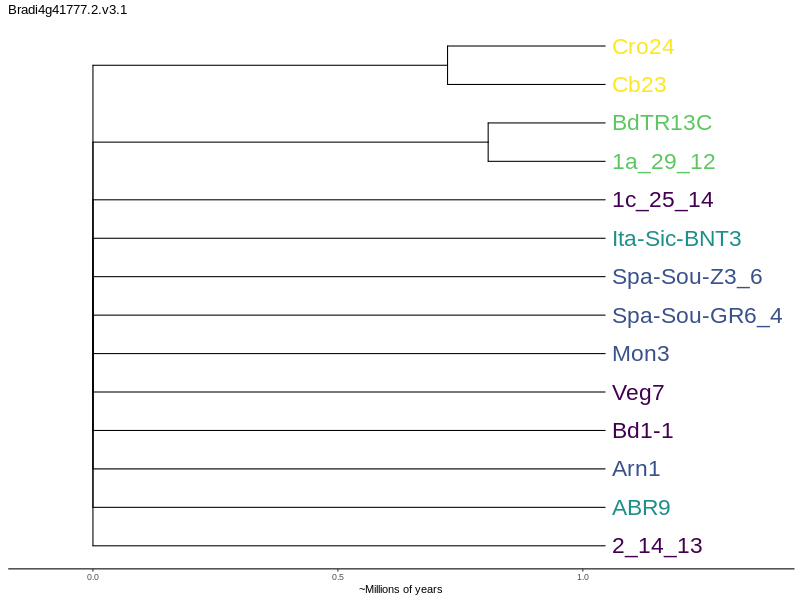 Bradi4g41777.2.v3.1
Cro24
Cb23
BdTR13C
1a_29_12
1c_25_14
Ita-Sic-BNT3
Spa-Sou-Z3_6
Spa-Sou-GR6_4
Mon3
Veg7
Bd1-1
Arn1
ABR9
2_14_13
0.0 0.5 1.0
~Millions of years